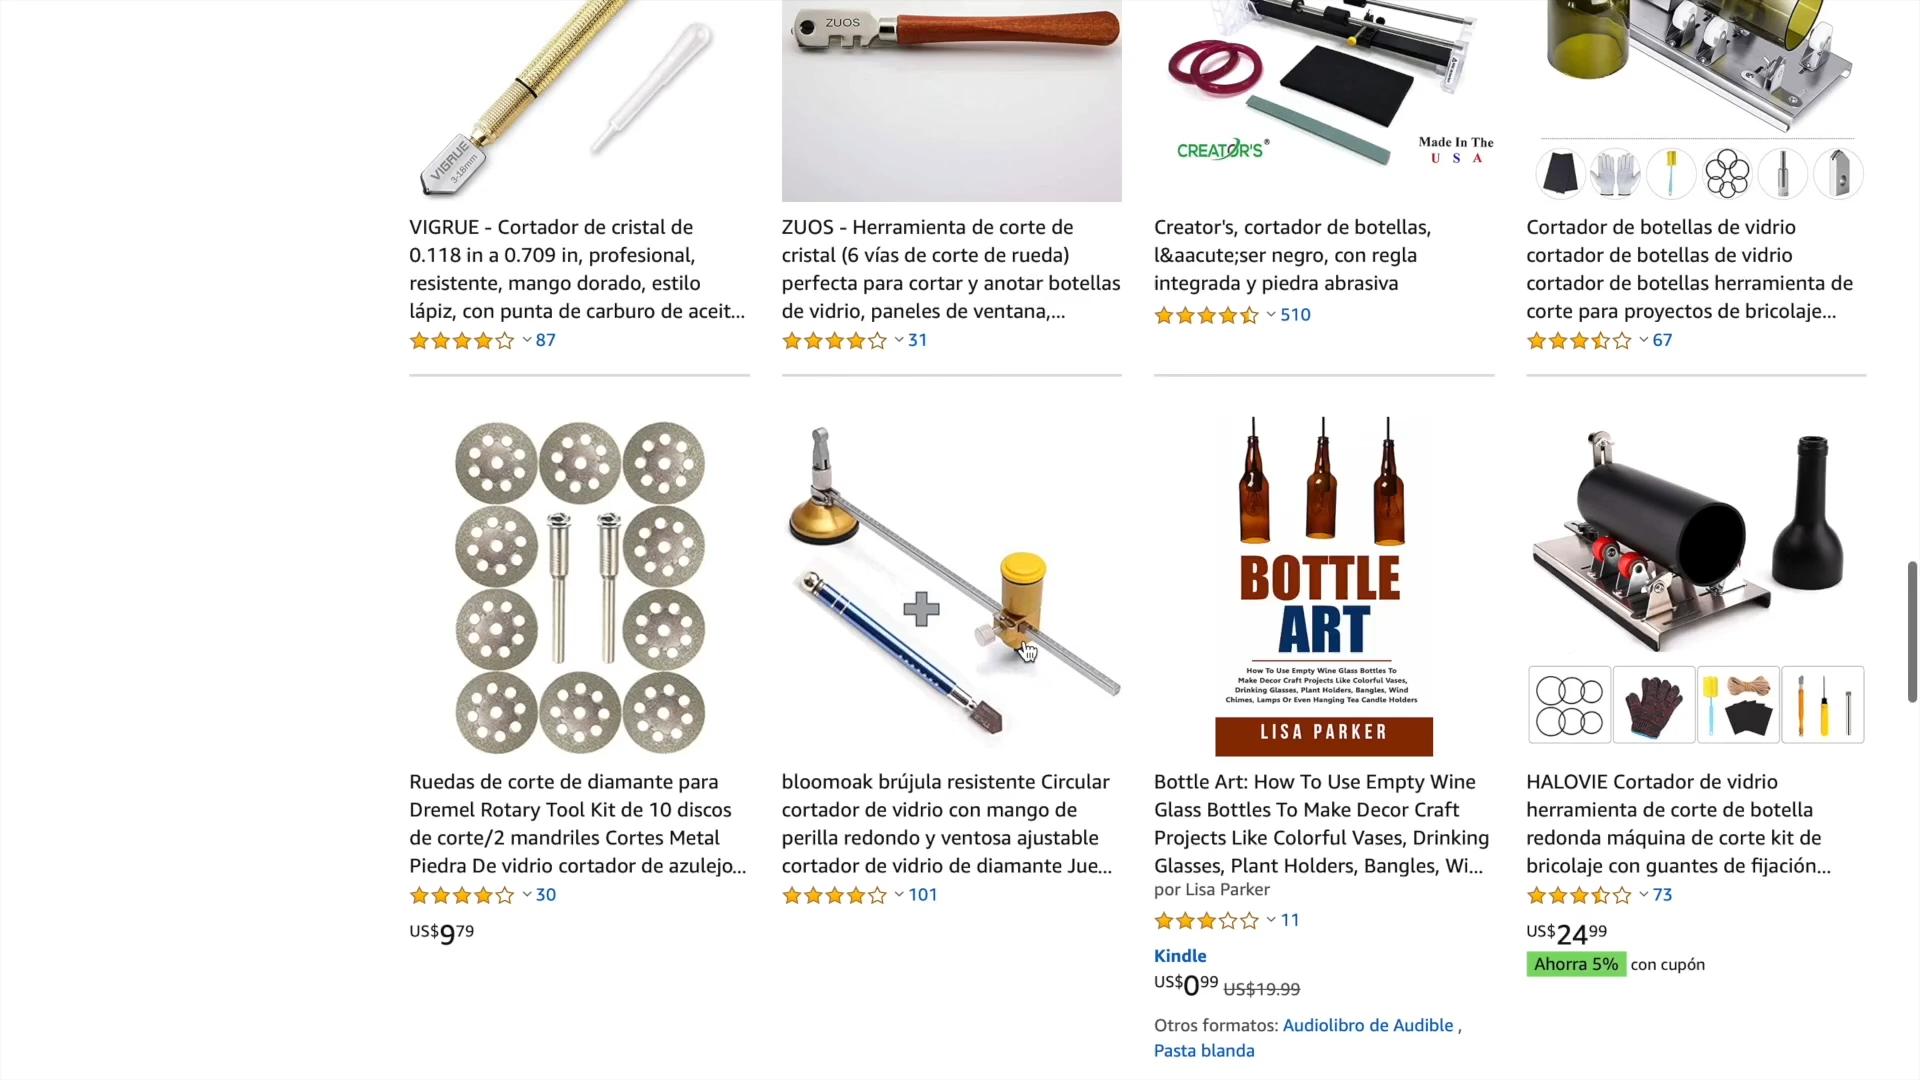 VIGRUE
3-18mm
ZUOS
CREATOR'S®
Made In The
U S A
VIGRUE - Cortador de cristal de
0.118 in a 0.709 in, profesional,
resistente, mango dorado, estilo
lápiz, con punta de carburo de aceit...
87
ZUOS - Herramienta de corte de
cristal (6 vías de corte de rueda)
perfecta para cortar y anotar botellas
de vidrio, paneles de ventana,...
31
Creator's, cortador de botellas,
l&aacute;ser negro, con regla
integrada y piedra abrasiva
510
Cortador de botellas de vidrio
cortador de botellas de vidrio
cortador de botellas herramienta de
corte para proyectos de bricolaje...
67
BOTTLE
ART
How To Use Empty Wine Glass Bottles To
Make Decor Craft Projects Like Colorful Vases,
Drinking Glasses, Plant Holders, Bangles, Wind
Chimes, Lamps Or Even Hanging Tea Candle Holders
LISA PARKER
Ruedas de corte de diamante para
Dremel Rotary Tool Kit de 10 discos
de corte/2 mandriles Cortes Metal
Piedra De vidrio cortador de azulejo...
30
US$979
bloomoak brújula resistente Circular
cortador de vidrio con mango de
perilla redondo y ventosa ajustable
cortador de vidrio de diamante Jue...
101
Bottle Art: How To Use Empty Wine
Glass Bottles To Make Decor Craft
Projects Like Colorful Vases, Drinking
Glasses, Plant Holders, Bangles, Wi...
por Lisa Parker
11
Kindle
US$099 US$19.99
Otros formatos: Audiolibro de Audible ,
Pasta blanda
HALOVIE Cortador de vidrio
herramienta de corte de botella
redonda máquina de corte kit de
bricolaje con guantes de fijación...
73
US$2499
Ahorra 5% con cupón